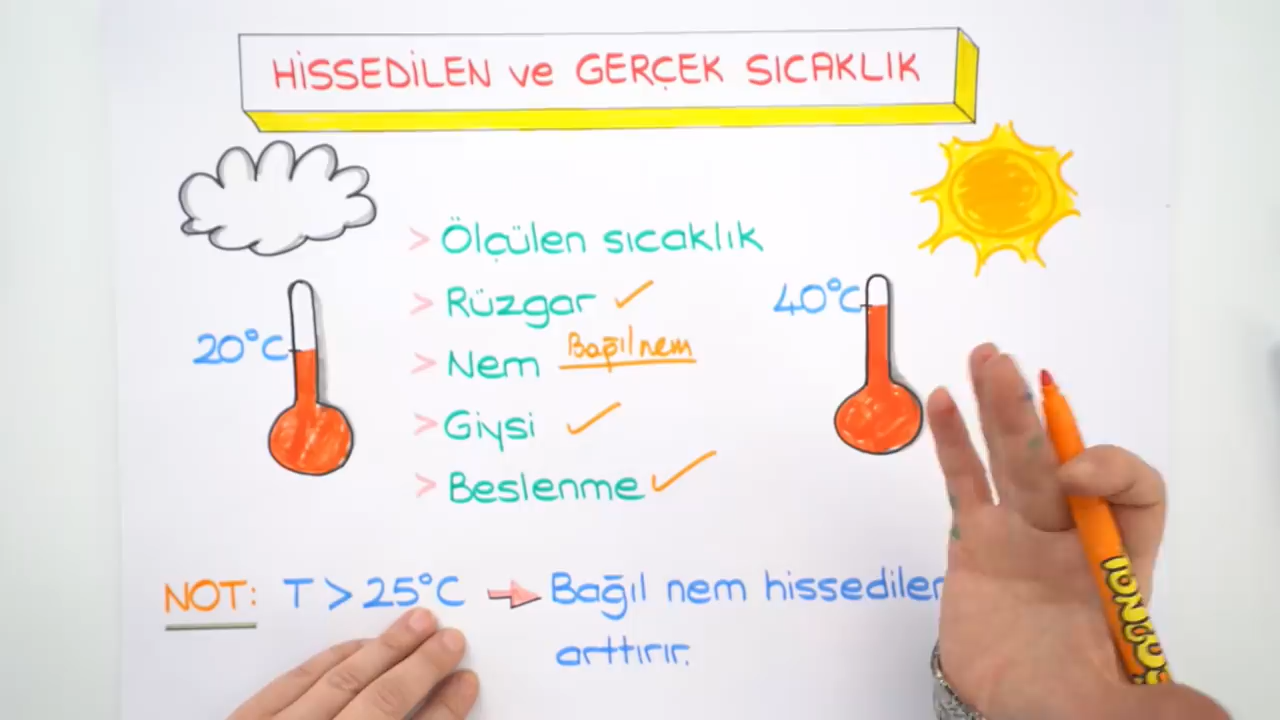 HİSSEDİLEN ve GERÇEK SICAKLIK
> Ölçülen sıcaklık
> Rüzgar ✓
20°C
40°C
> Nem Bağıl nem
> Giysi ✓
> Beslenme ✓
NOT: T > 25°C → Bağıl nem hissedilen
arttırır.